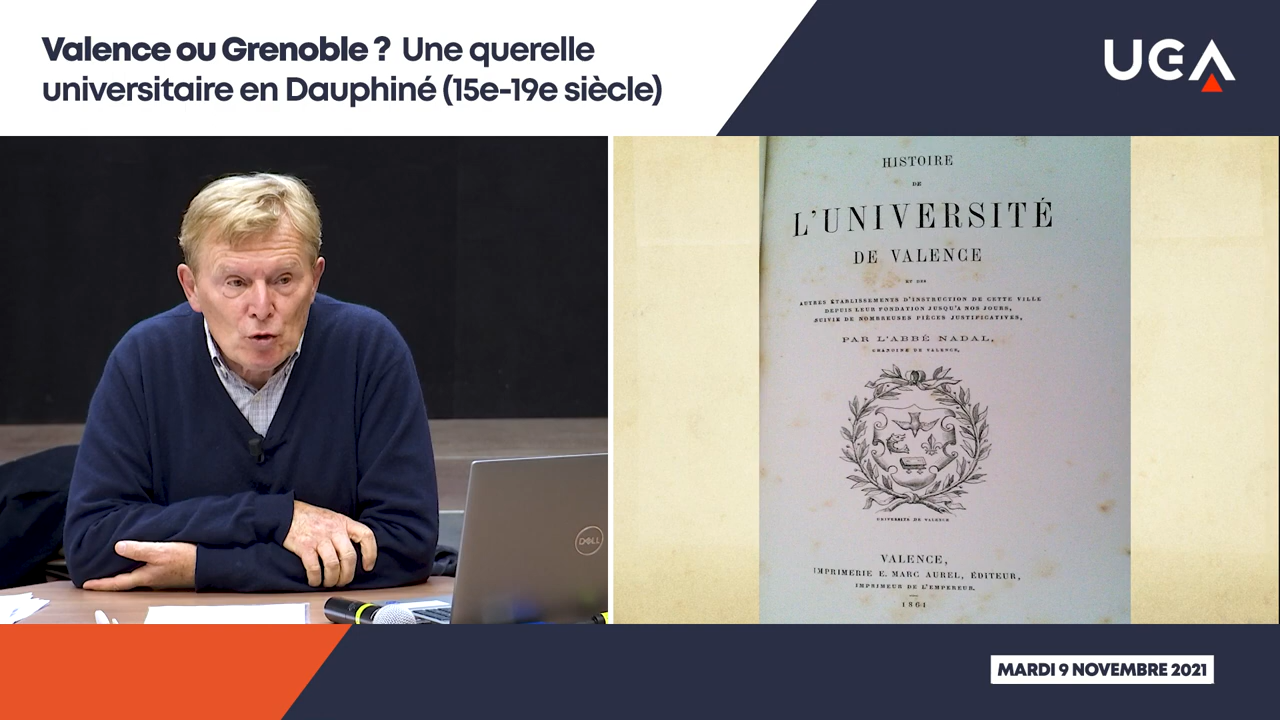 Valence ou Grenoble ? Une querelle
universitaire en Dauphiné (15e-19e siècle)
UGA
HISTOIRE
DE
L'UNIVERSITÉ
DE VALENCE
ET DES
AUTRES ÉTABLISSEMENTS D'INSTRUCTION DE CETTE VILLE
DEPUIS LEUR FONDATION JUSQU'A NOS JOURS,
SUIVIE DE NOMBREUSES PIÈCES JUSTIFICATIVES,
PAR L'ABBÉ NADAL,
CHANOINE DE VALENCE,
UNIVERSITE DE VALENCE
VALENCE,
IMPRIMERIE E. MARC AUREL, ÉDITEUR,
IMPRIMEUR DE L'EMPEREUR.
1861
DELL
MARDI 9 NOVEMBRE 2021